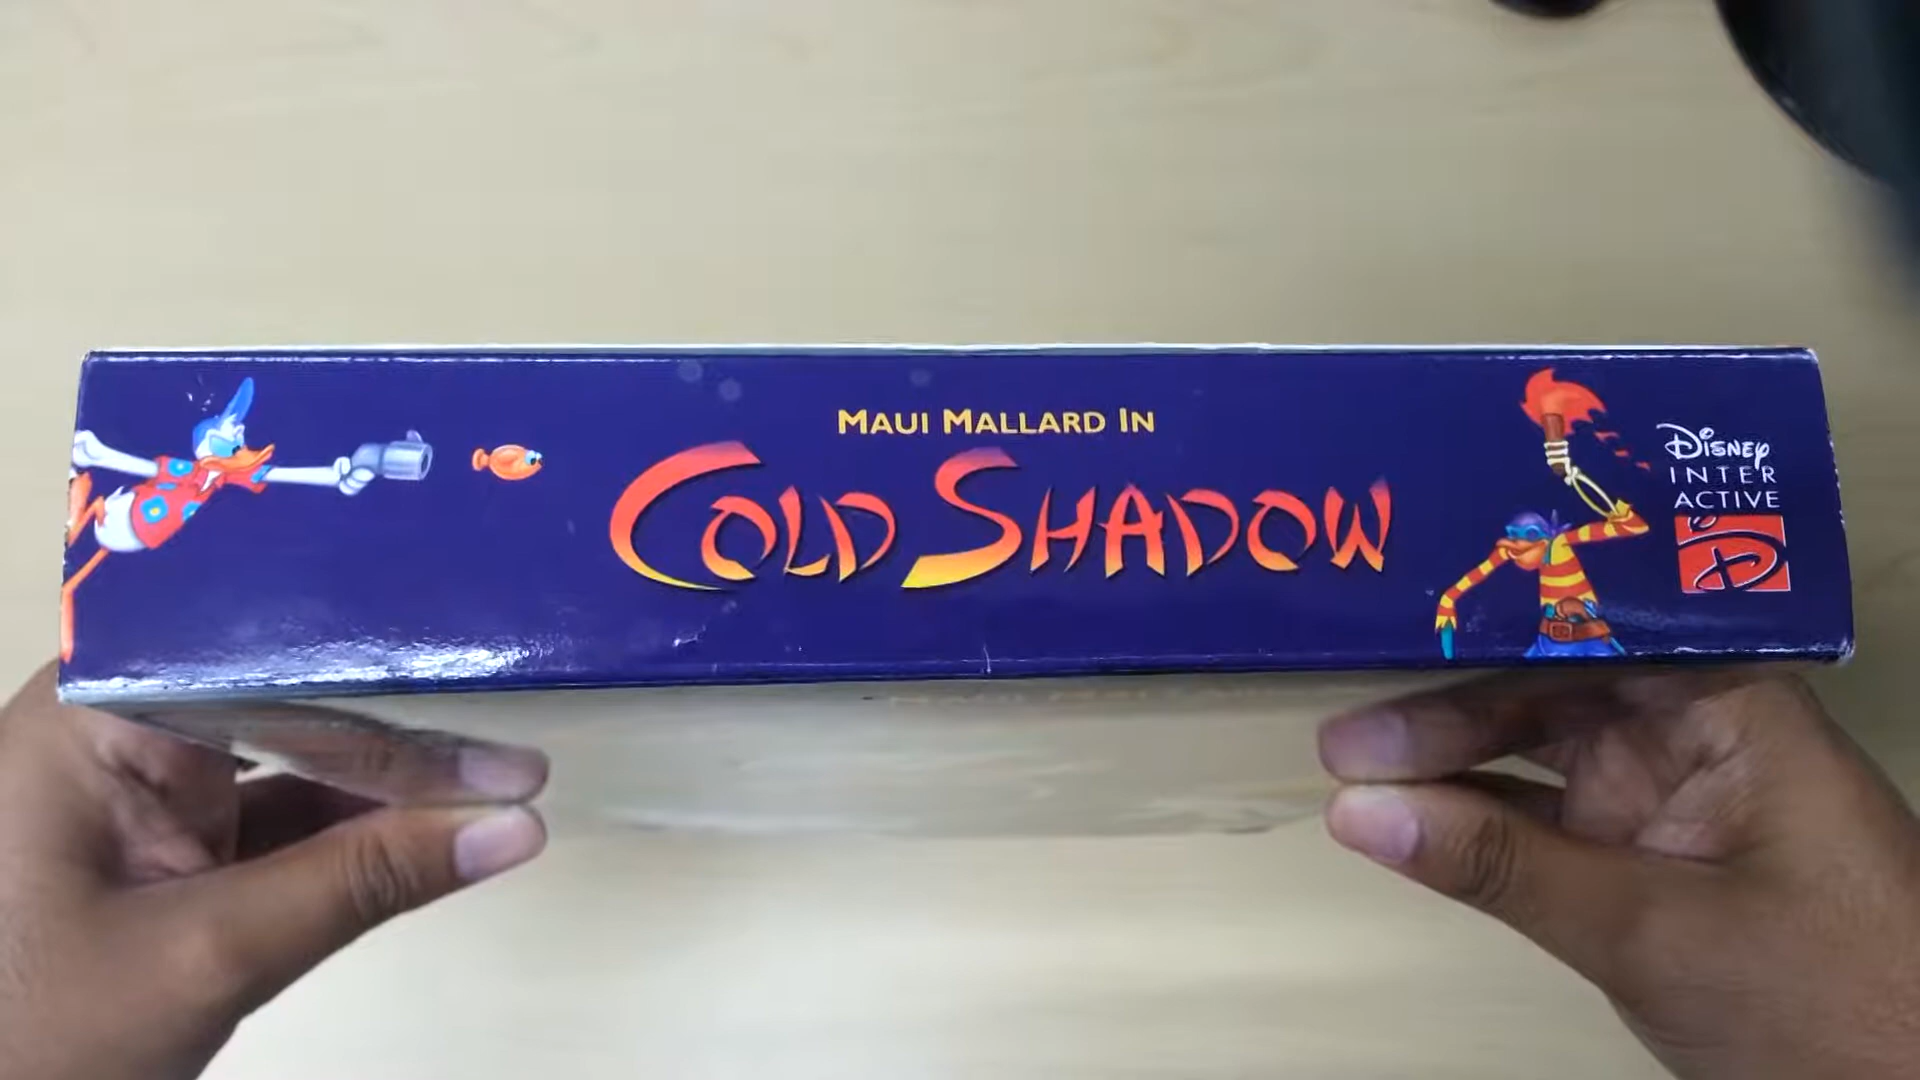 MAUI MALLARD IN
COLD SHADOW
DISNEY
INTER
ACTIVE
D